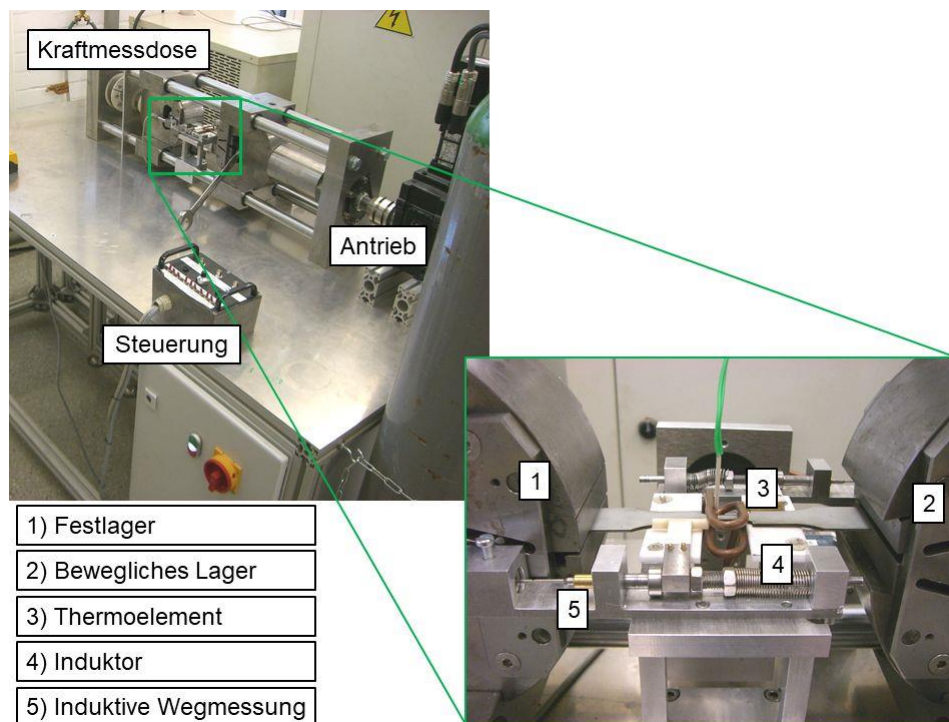 Kraftmessdose
Antrieb
Steuerung
1
2
3
4
5
1) Festlager
2) Bewegliches Lager
3) Thermoelement
4) Induktor
5) Induktive Wegmessung